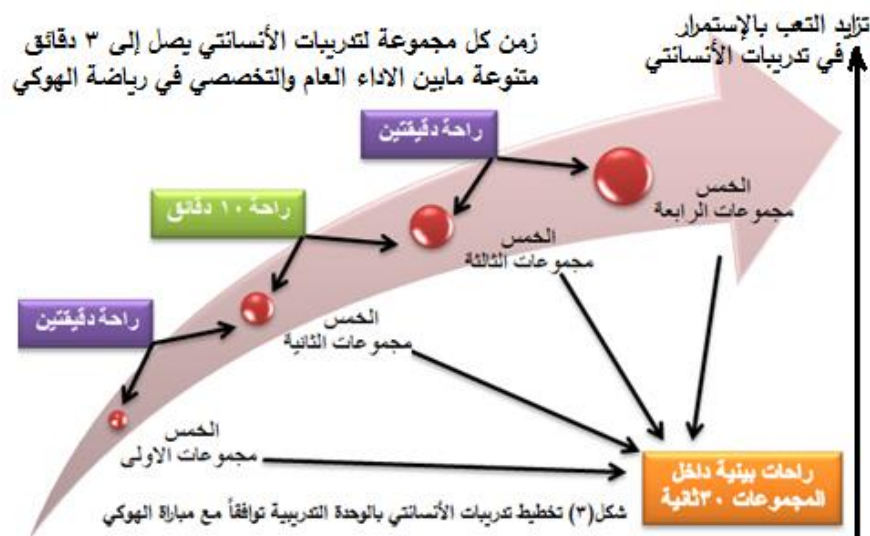 تزايد التعب بالإستمرار
في تدريبات الأنسانتي
زمن كل مجموعة لتدريبات الأنسانتي يصل إلى ٣ دقائق
متنوعة مابين الاداء العام والتخصصي في رياضة الهوكي
راحة دقيقتين
راحة ١٠ دقائق
راحة دقيقتين
الخمس
مجموعات الرابعة
الخمس
مجموعات الثالثة
الخمس
مجموعات الثانية
الخمس
مجموعات الاولى
راحات بينية داخل
المجموعات ٣٠ثانية
شكل(٣) تخطيط تدريبات الأنسانتي بالوحدة التدريبية توافقاً مع مباراة الهوكي